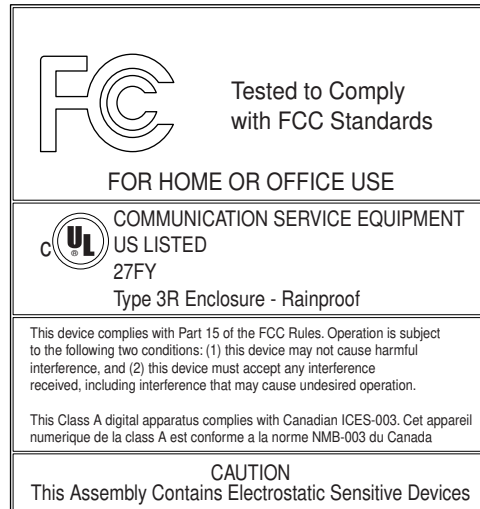 FC
Tested to Comply
with FCC Standards
FOR HOME OR OFFICE USE
COMMUNICATION SERVICE EQUIPMENT
C UL ® US LISTED
27FY
Type 3R Enclosure - Rainproof
This device complies with Part 15 of the FCC Rules. Operation is subject
to the following two conditions: (1) this device may not cause harmful
interference, and (2) this device must accept any interference
received, including interference that may cause undesired operation.
This Class A digital apparatus complies with Canadian ICES-003. Cet appareil
numerique de la class A est conforme a la norme NMB-003 du Canada
CAUTION
This Assembly Contains Electrostatic Sensitive Devices